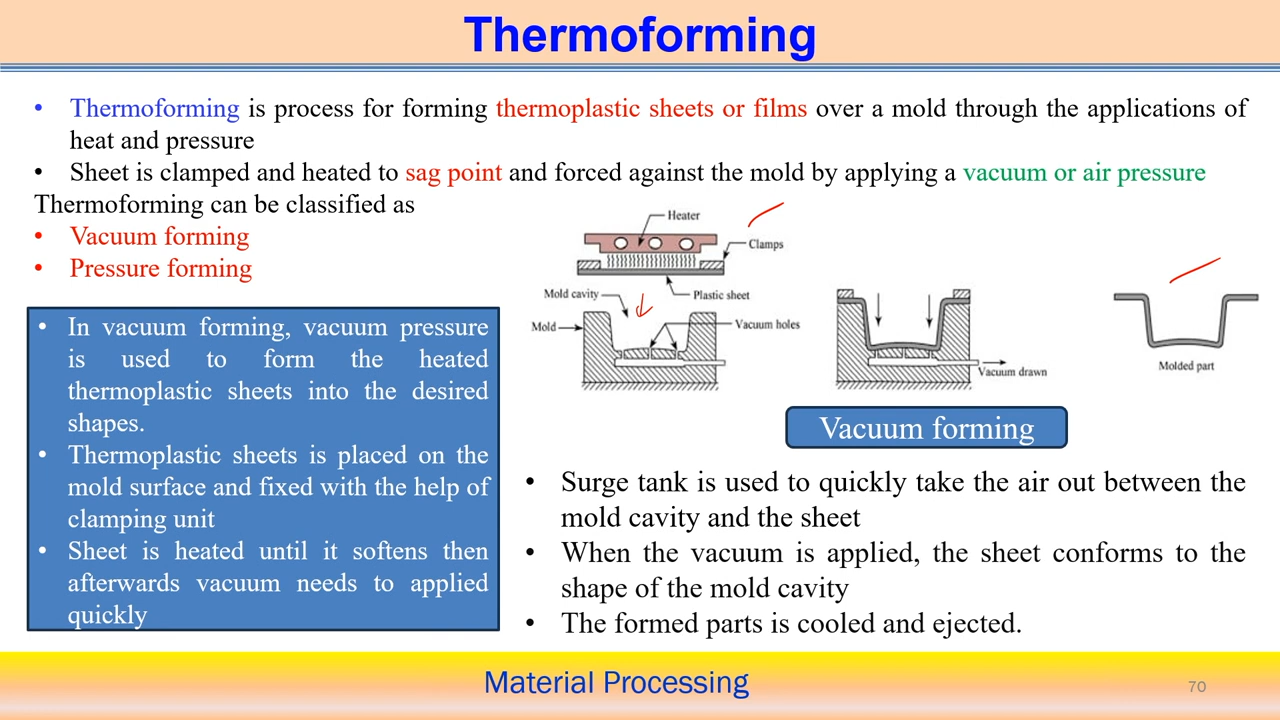 Thermoforming
• Thermoforming is process for forming thermoplastic sheets or films over a mold through the applications of
heat and pressure
• Sheet is clamped and heated to sag point and forced against the mold by applying a vacuum or air pressure
Thermoforming can be classified as
• Vacuum forming
• Pressure forming
• In vacuum forming, vacuum pressure
is used to form the heated
thermoplastic sheets into the desired
shapes.
• Thermoplastic sheets is placed on the
mold surface and fixed with the help of
clamping unit
• Sheet is heated until it softens then
afterwards vacuum needs to applied
quickly
Heater
Clamps
Mold cavity
Plastic sheet
Mold
Vacuum holes
Vacuum drawn
Molded part
Vacuum forming
• Surge tank is used to quickly take the air out between the
mold cavity and the sheet
• When the vacuum is applied, the sheet conforms to the
shape of the mold cavity
• The formed parts is cooled and ejected.
Material Processing
70